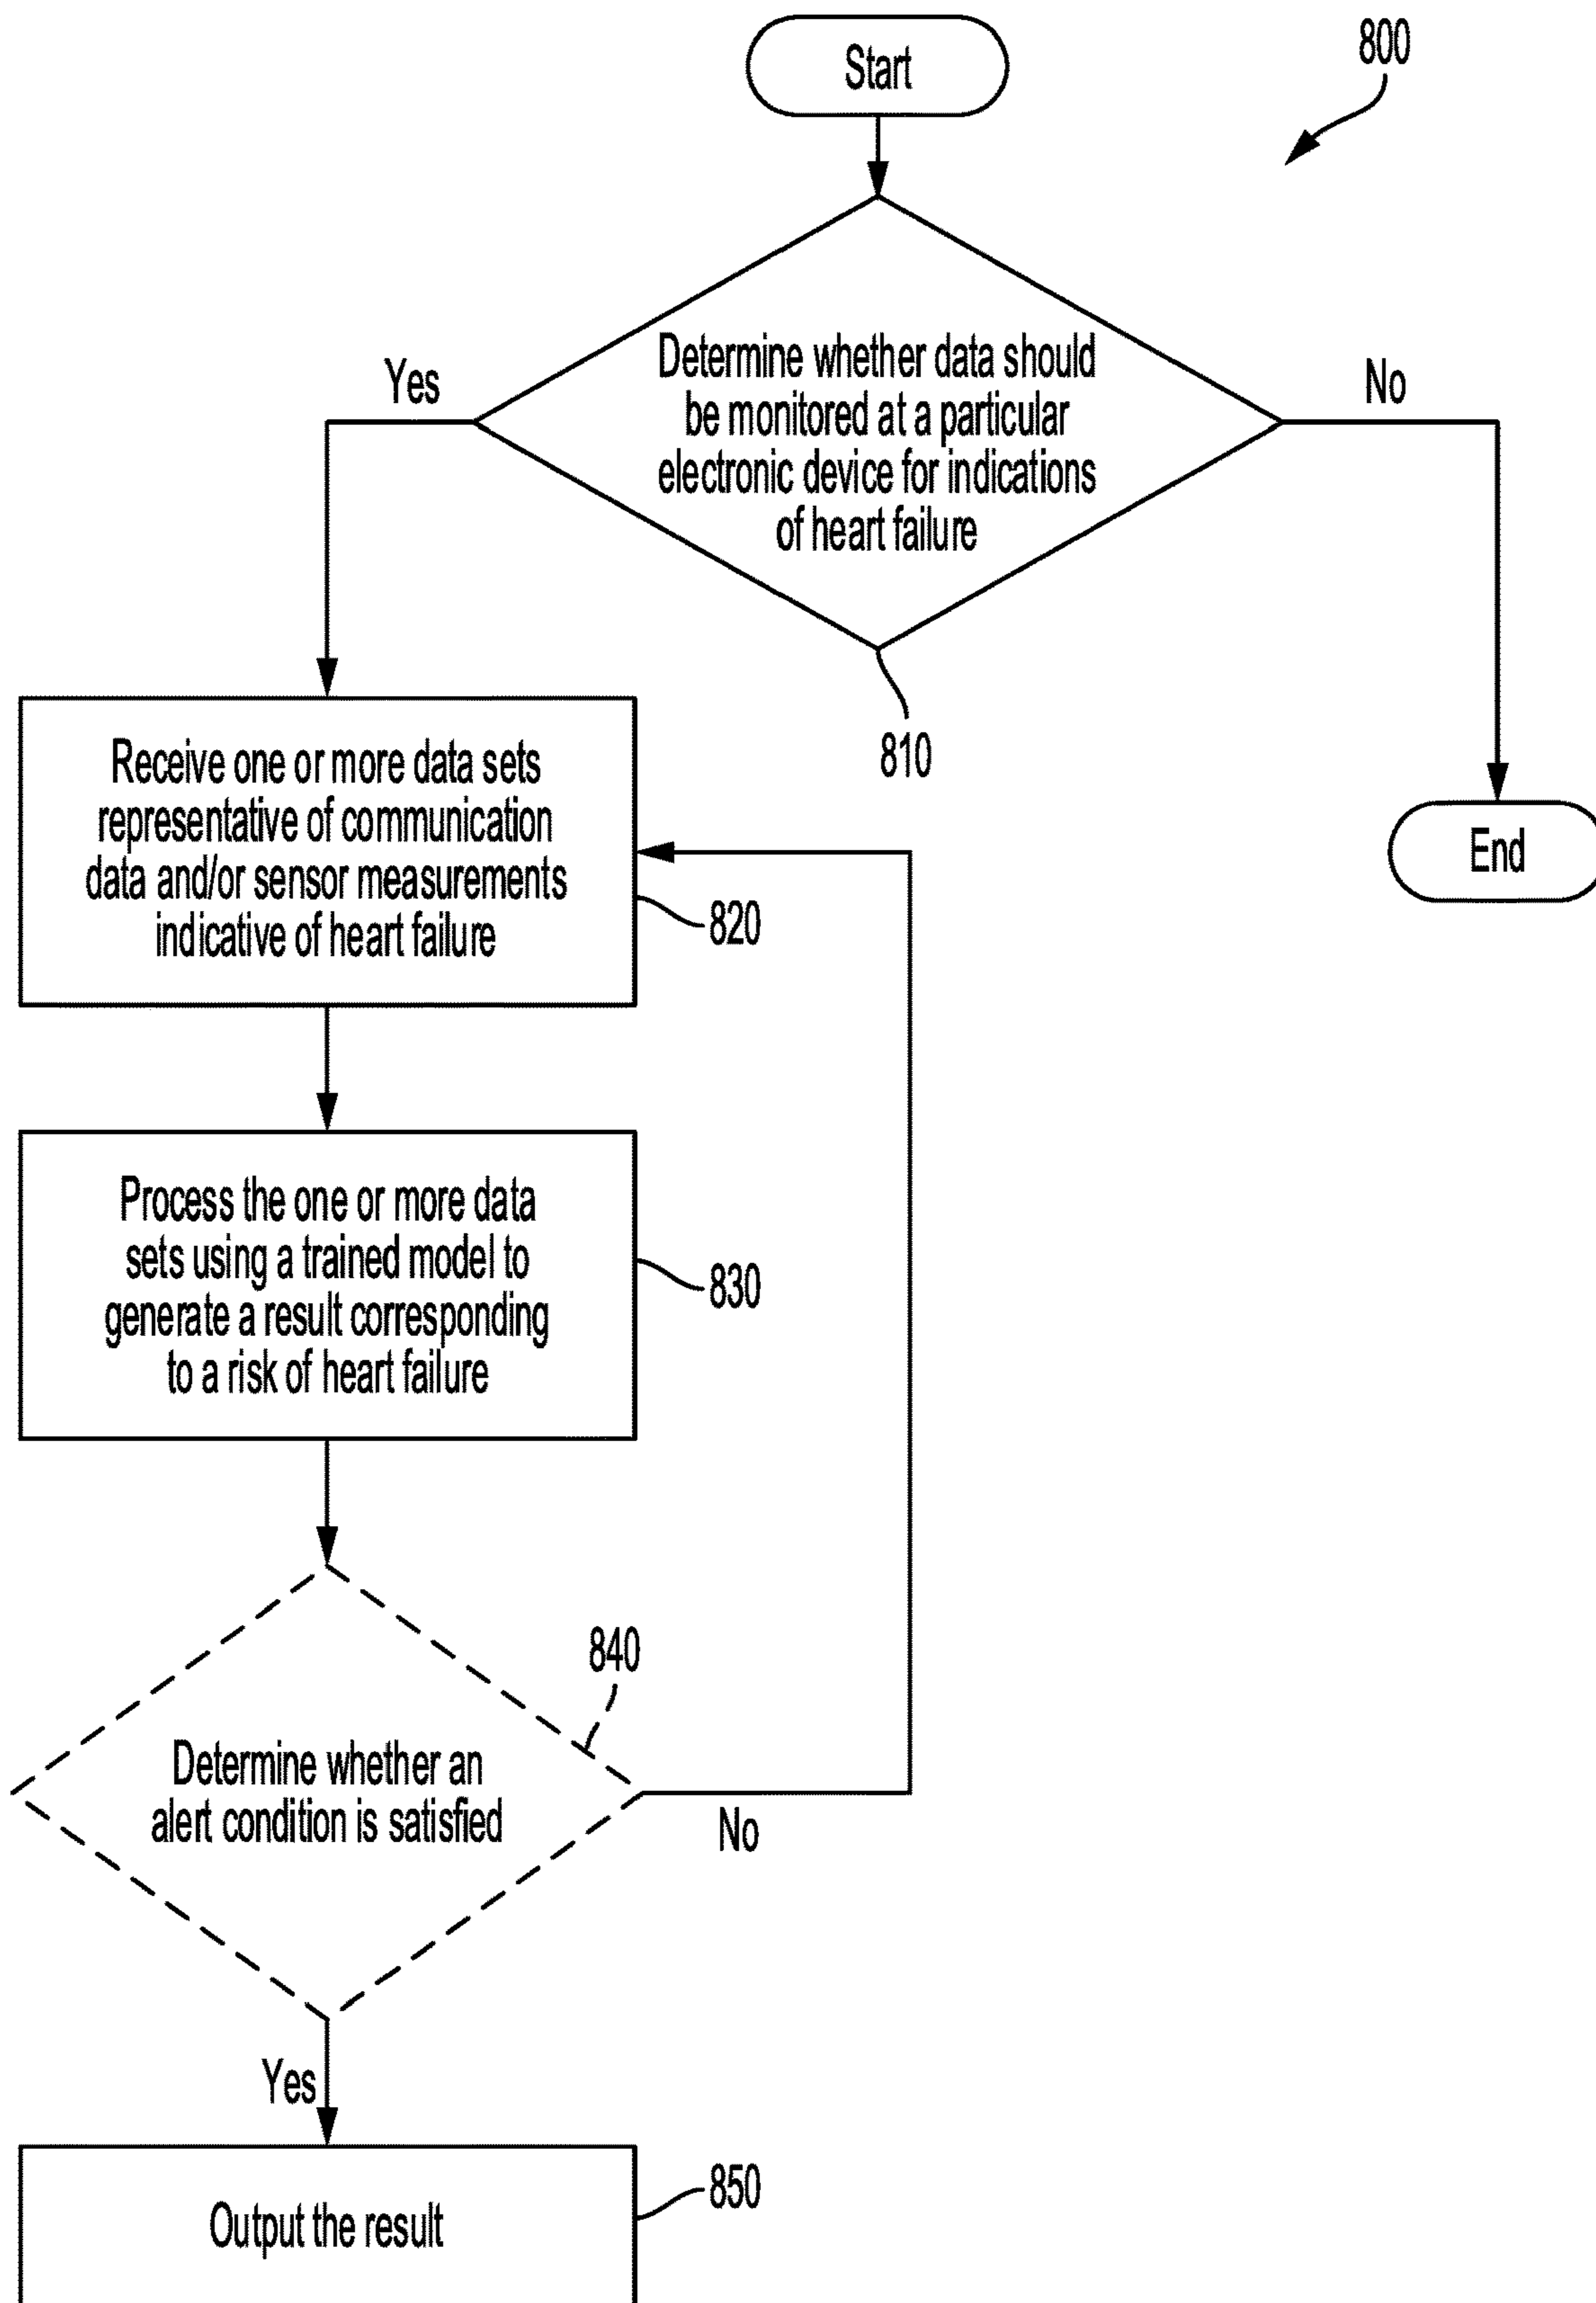 Start
800
Determine whether data should
be monitored at a particular
electronic device for indications
of heart failure
Yes
No
810
Receive one or more data sets
representative of communication
data and/or sensor measurements
indicative of heart failure
820
End
Process the one or more data
sets using a trained model to
generate a result corresponding
to a risk of heart failure
830
840
Determine whether an
alert condition is satisfied
No
Yes
Output the result
850